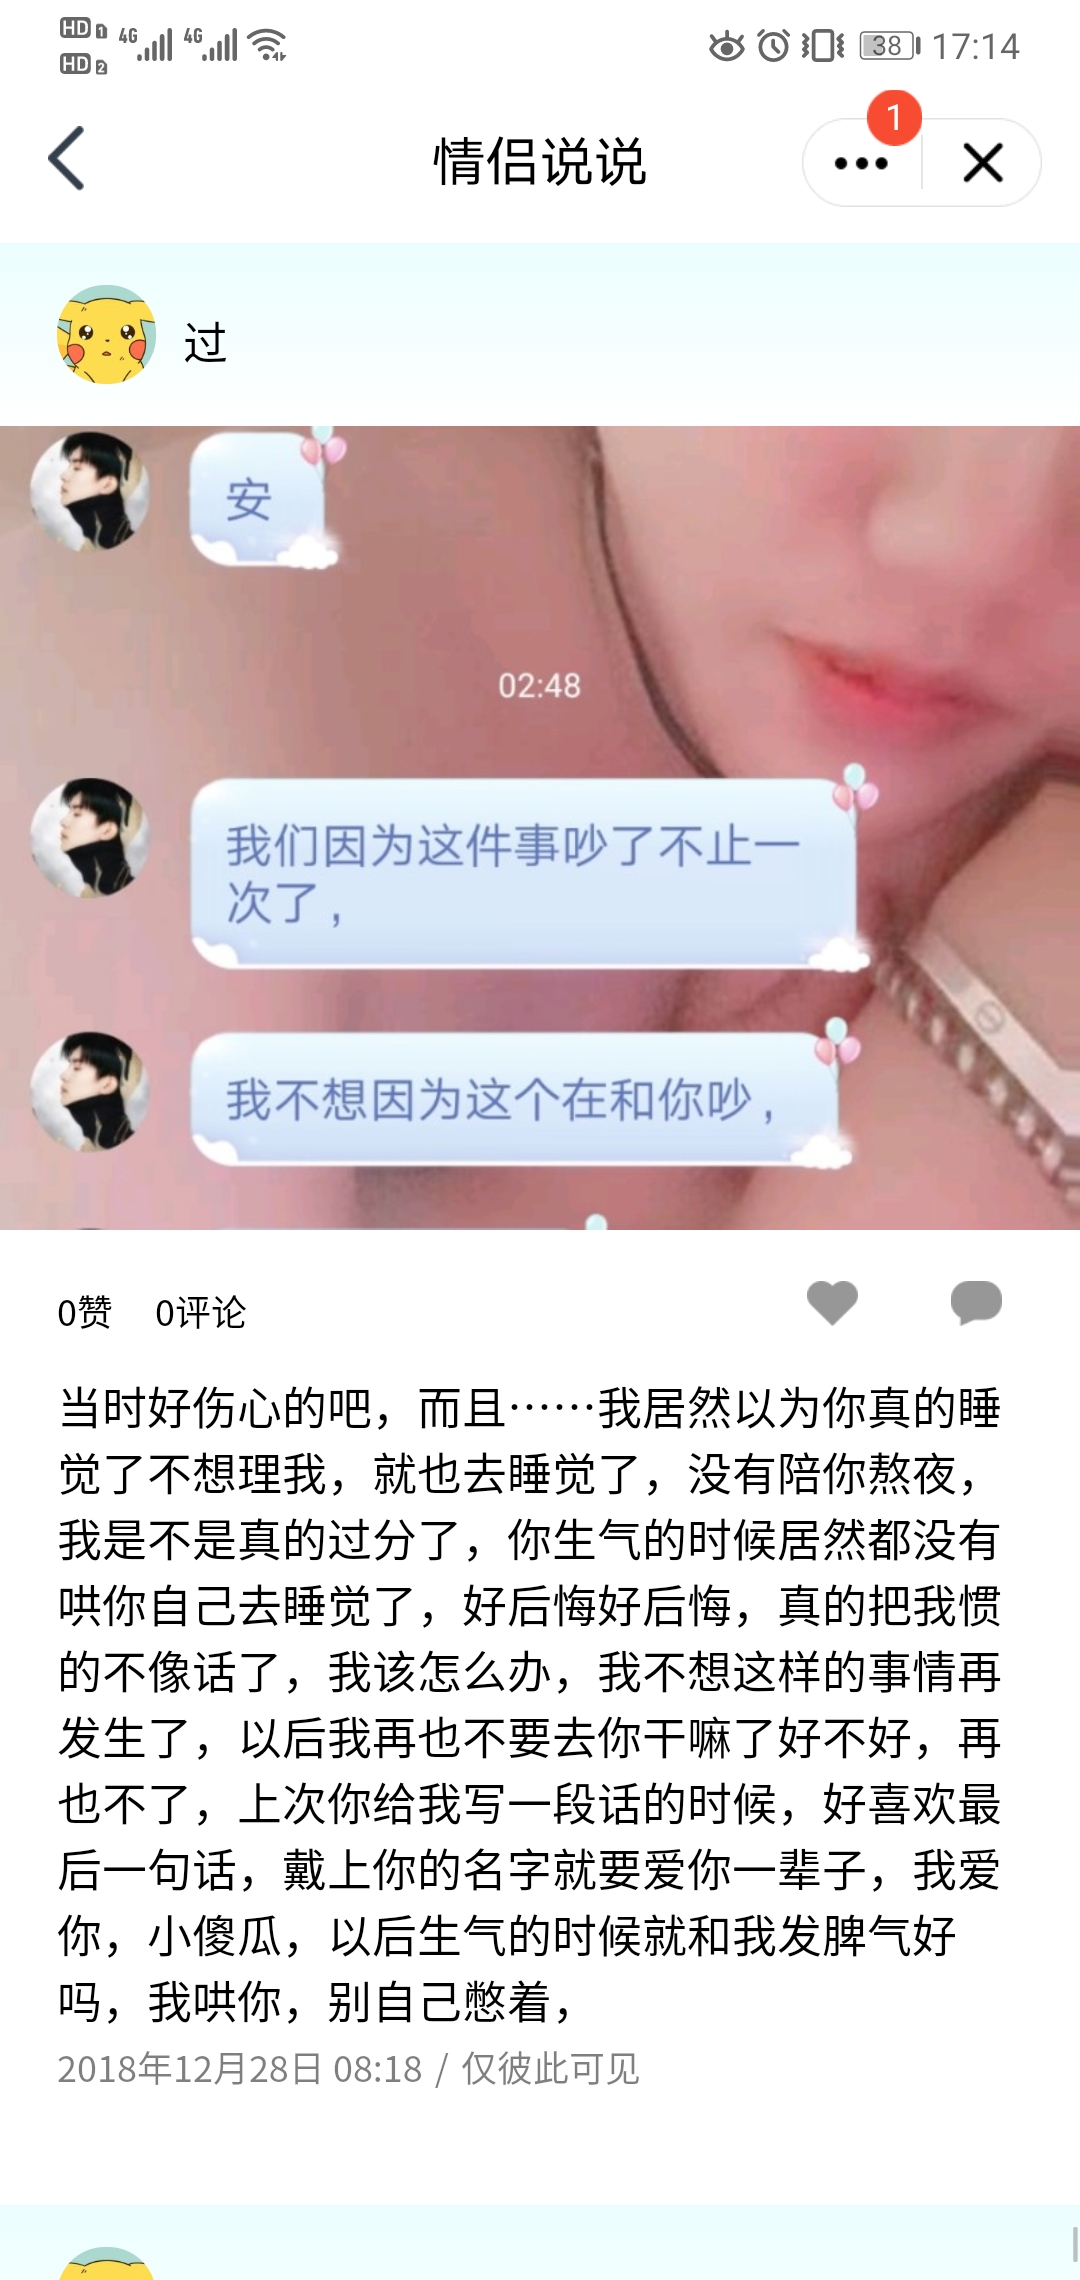 HD 1 4G 4G
HD 2
38 17:14
情侣说说
1
过
安
02:48
我们因为这件事吵了不止一
次了，
我不想因为这个在和你吵，
0赞 0评论
当时好伤心的吧，而且……我居然以为你真的睡
觉了不想理我，就也去睡觉了，没有陪你熬夜，
我是不是真的过分了，你生气的时候居然都没有
哄你自己去睡觉了，好后悔好后悔，真的把我惯
的不像话了，我该怎么办，我不想这样的事情再
发生了，以后我再也不要去你干嘛了好不好，再
也不了，上次你给我写一段话的时候，好喜欢最
后一句话，戴上你的名字就要爱你一辈子，我爱
你，小傻瓜，以后生气的时候就和我发脾气好
吗，我哄你，别自己憋着，
2018年12月28日 08:18 / 仅彼此可见